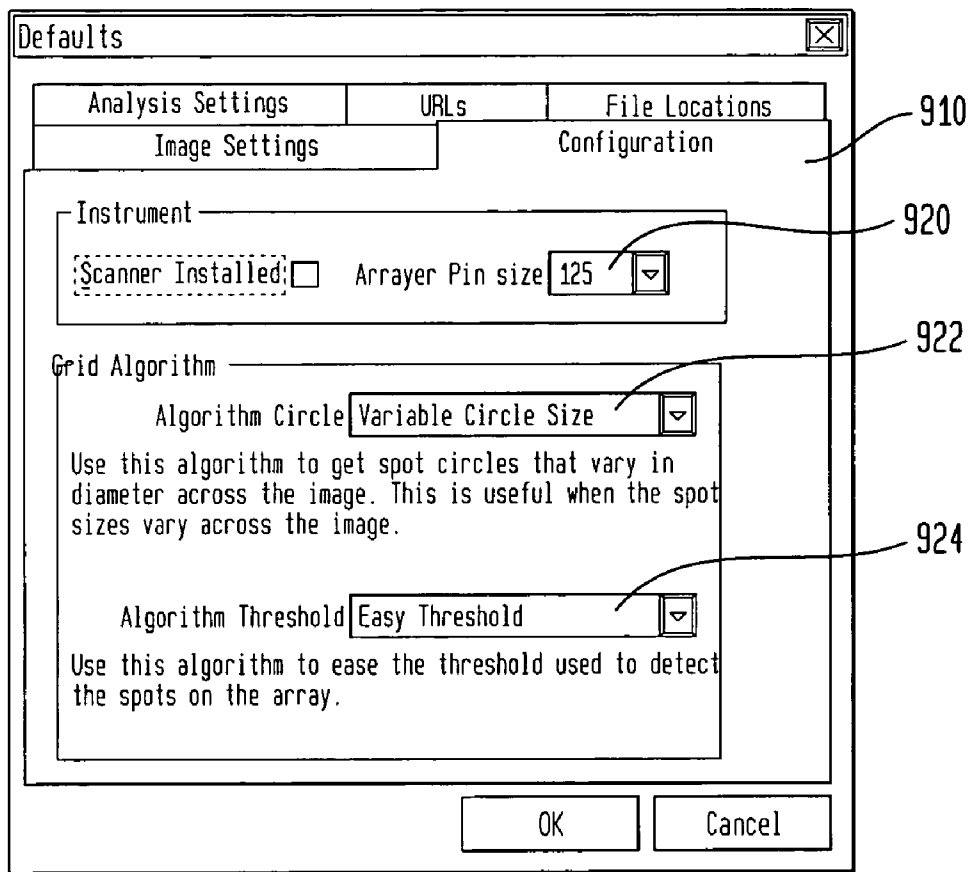 Defaults
Analysis Settings URLs File Locations
Image Settings Configuration
910
Instrument
920
Scanner Installed Arrayer Pin size 125
922
Grid Algorithm
Algorithm Circle Variable Circle Size
Use this algorithm to get spot circles that vary in
diameter across the image. This is useful when the spot
sizes vary across the image.
924
Algorithm Threshold Easy Threshold
Use this algorithm to ease the threshold used to detect
the spots on the array.
OK Cancel